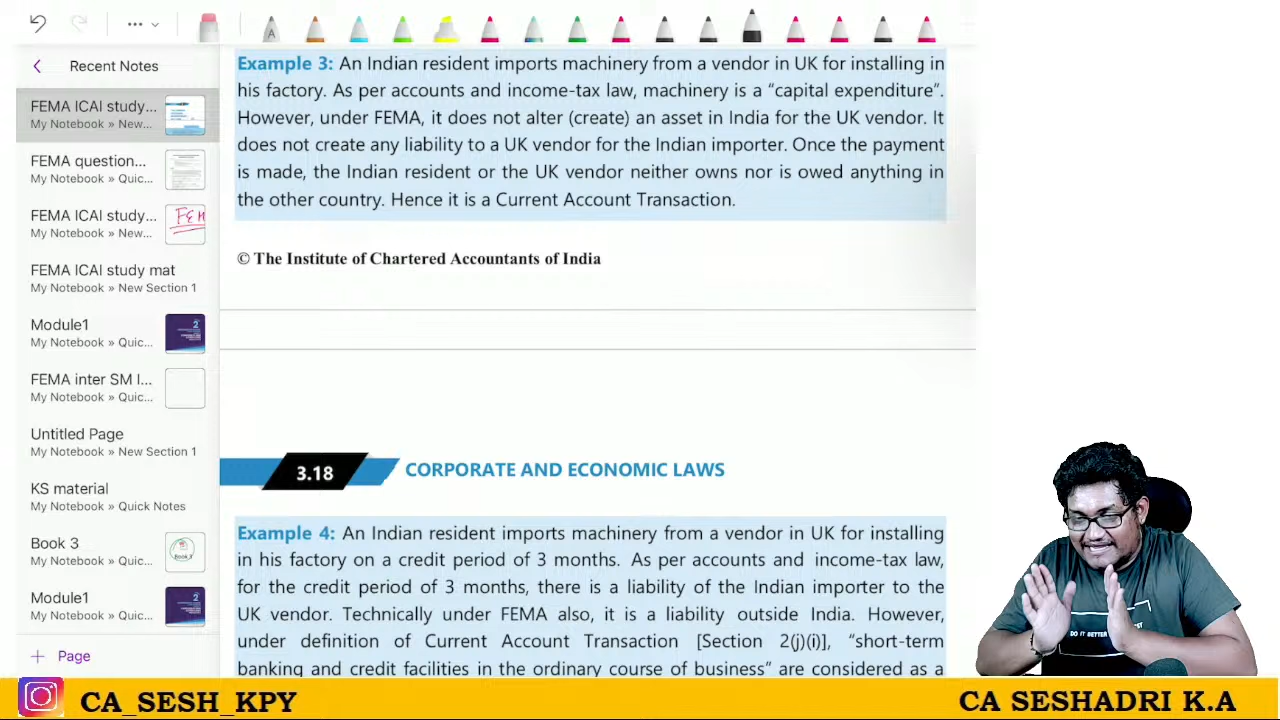 Recent Notes
FEMA ICAI study...
My Notebook » New...
FEMA question...
My Notebook » Quic...
FEMA ICAI study...
My Notebook » New...
FEM
FEMA ICAI study mat
My Notebook » New Section 1
Module1
My Notebook » Quic...
2
FEMA inter SM I...
My Notebook » Quic...
Untitled Page
My Notebook » New Section 1
KS material
My Notebook » Quick Notes
Book 3
My Notebook » Quic...
Book 3
Module1
My Notebook » Quic...
2
+ Page
A
Example 3: An Indian resident imports machinery from a vendor in UK for installing in
his factory. As per accounts and income-tax law, machinery is a “capital expenditure”.
However, under FEMA, it does not alter (create) an asset in India for the UK vendor. It
does not create any liability to a UK vendor for the Indian importer. Once the payment
is made, the Indian resident or the UK vendor neither owns nor is owed anything in
the other country. Hence it is a Current Account Transaction.
© The Institute of Chartered Accountants of India
3.18 CORPORATE AND ECONOMIC LAWS
Example 4: An Indian resident imports machinery from a vendor in UK for installing
in his factory on a credit period of 3 months. As per accounts and income-tax law,
for the credit period of 3 months, there is a liability of the Indian importer to the
UK vendor. Technically under FEMA also, it is a liability outside India. However,
under definition of Current Account Transaction [Section 2(j)(i)], “short-term
banking and credit facilities in the ordinary course of business” are considered as a
DO IT BETTER
CA_SESH_KPY
CA SESHADRI K.A